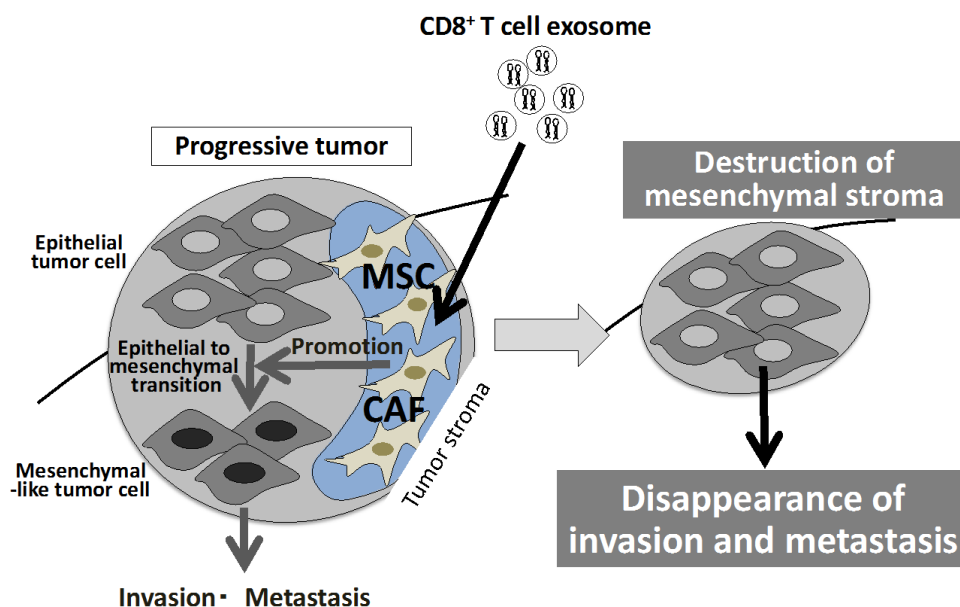 CD8⁺ T cell exosome
Progressive tumor
Epithelial
tumor cell
MSC
Epithelial to
mesenchymal
transition
Promotion
CAF
Tumor stroma
Mesenchymal
-like tumor cell
Invasion・ Metastasis
Destruction of
mesenchymal stroma
Disappearance of
invasion and metastasis